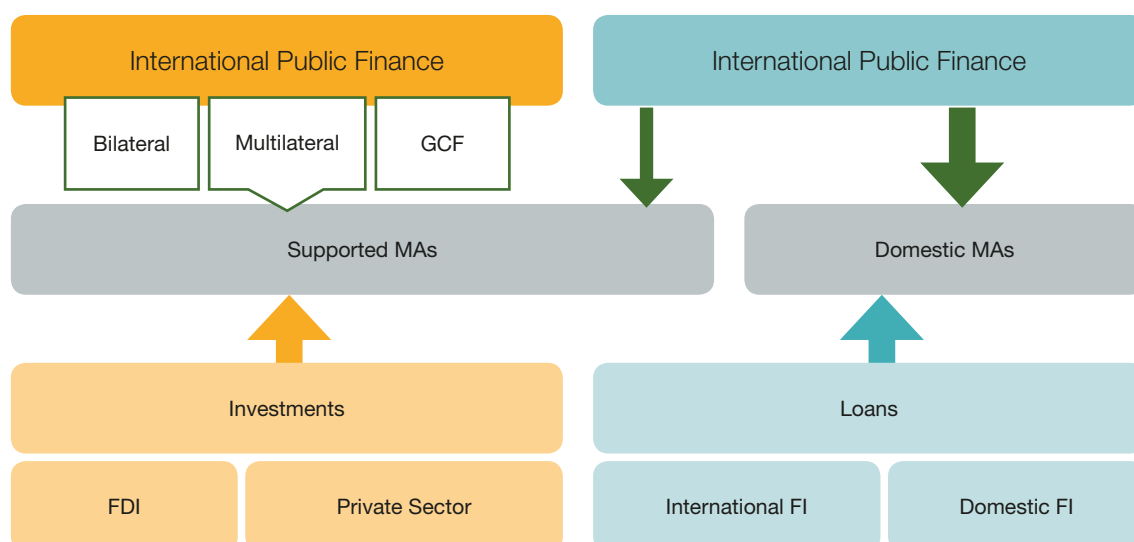 International Public Finance
International Public Finance
Bilateral
Multilateral
GCF
Supported MAs
Domestic MAs
Investments
Loans
FDI
Private Sector
International FI
Domestic FI